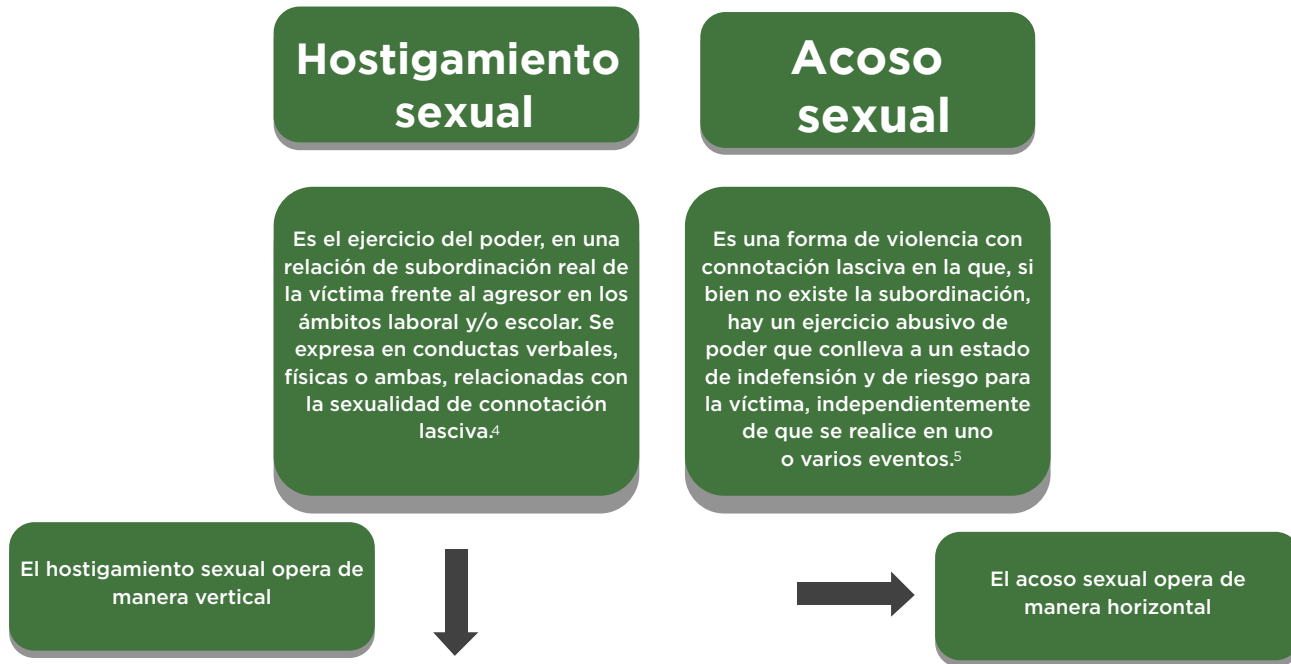 Hostigamiento
sexual
Acoso
sexual
Es el ejercicio del poder, en una
relación de subordinación real de
la víctima frente al agresor en los
ámbitos laboral y/o escolar. Se
expresa en conductas verbales,
físicas o ambas, relacionadas con
la sexualidad de connotación
lasciva.⁴
Es una forma de violencia con
connotación lasciva en la que, si
bien no existe la subordinación,
hay un ejercicio abusivo de
poder que conlleva a un estado
de indefensión y de riesgo para
la víctima, independientemente
de que se realice en uno
o varios eventos.⁵
El hostigamiento sexual opera de
manera vertical
El acoso sexual opera de
manera horizontal